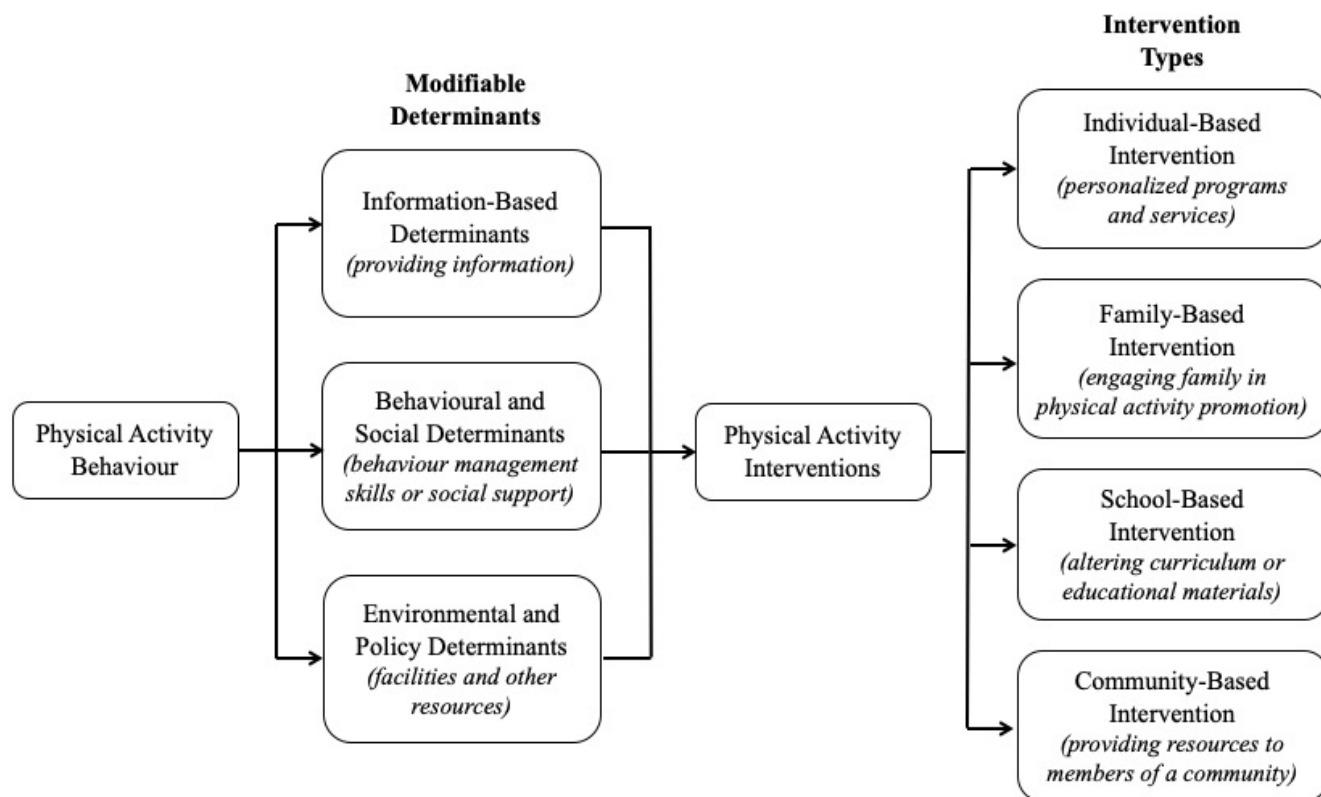 Modifiable
Determinants
Intervention
Types
Physical Activity
Behaviour
Information-Based
Determinants
(providing information)
Behavioural and
Social Determinants
(behaviour management
skills or social support)
Environmental and
Policy Determinants
(facilities and other
resources)
Physical Activity
Interventions
Individual-Based
Intervention
(personalized programs
and services)
Family-Based
Intervention
(engaging family in
physical activity promotion)
School-Based
Intervention
(altering curriculum or
educational materials)
Community-Based
Intervention
(providing resources to
members of a community)